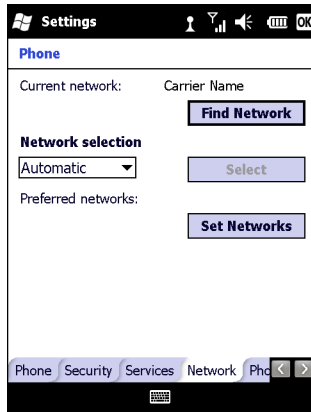 Settings
OK
Phone
Current network: Carrier Name
Find Network
Network selection
Automatic
Select
Preferred networks:
Set Networks
Phone Security Services Network Pho